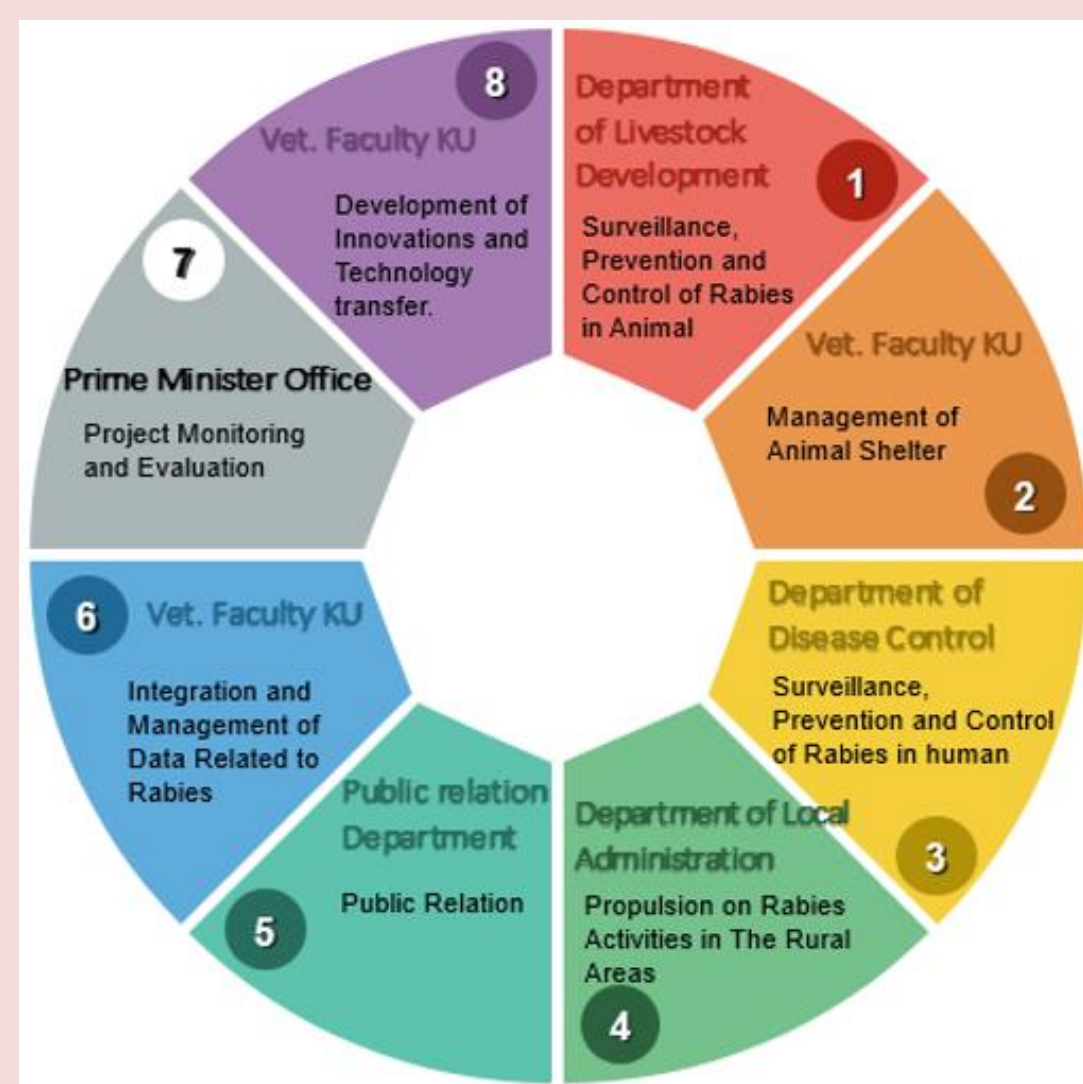 Department
of Livestock
Development
1
Surveillance,
Prevention and
Control of Rabies
in Animal
Vet. Faculty KU
Management of
Animal Shelter
2
Department of
Disease Control
Surveillance,
Prevention and Control
of Rabies in human
3
Department of Local
Administration
Propulsion on Rabies
Activities in The Rural
Areas
4
Public relation
Department
Public Relation
5
6
Vet. Faculty KU
Integration and
Management of
Data Related to
Rabies
7
Prime Minister Office
Project Monitoring
and Evaluation
8
Vet. Faculty KU
Development of
Innovations and
Technology
transfer.